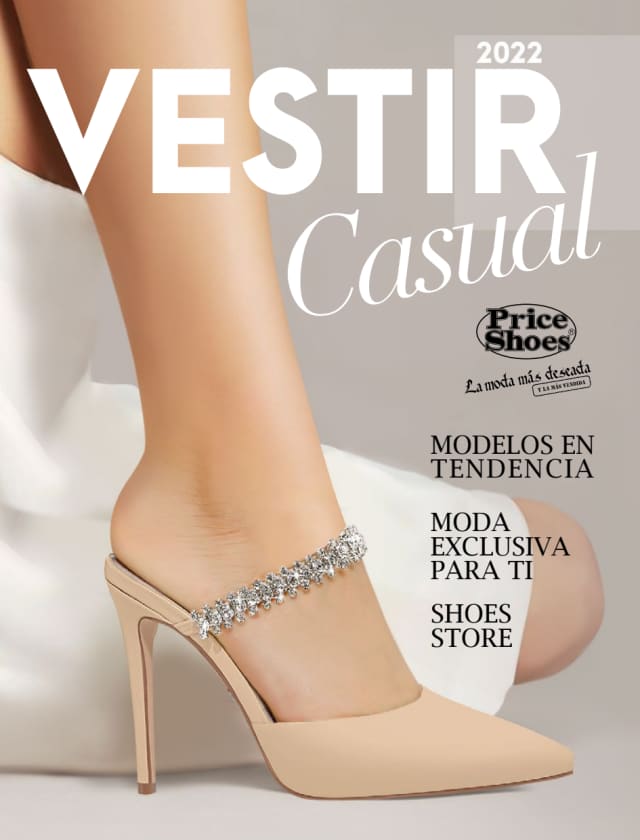 2022
VESTIR
Casual
Price
Shoes®
La moda más deseada
Y LA MÁS VENDIDA
MODELOS EN
TENDENCIA
MODA
EXCLUSIVA
PARA TI
SHOES
STORE